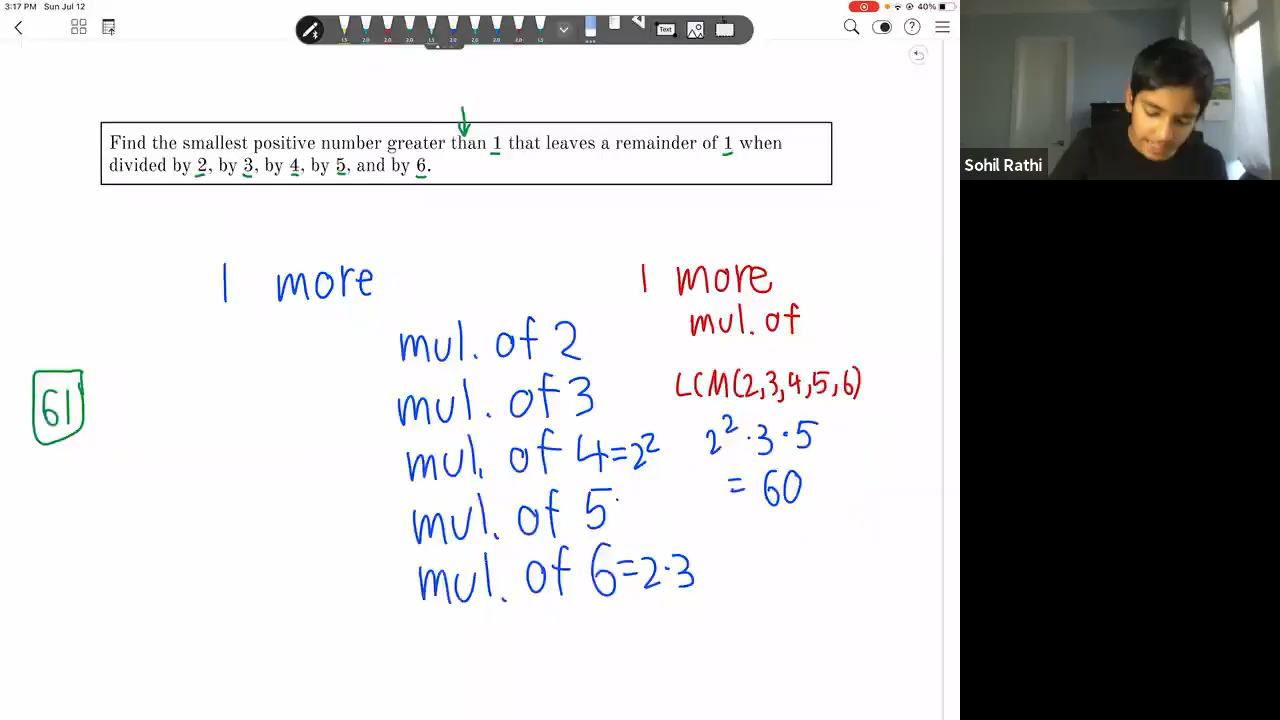 3:17 PM Sun Jul 12
40%
Text
Find the smallest positive number greater than 1 that leaves a remainder of 1 when
divided by 2, by 3, by 4, by 5, and by 6.
Sohil Rathi
1 more
mul. of 2
mul. of 3
mul. of 4=2²
mul. of 5
mul. of 6=2·3
61
1 more
mul. of
LCM(2,3,4,5,6)
2²·3·5
= 60